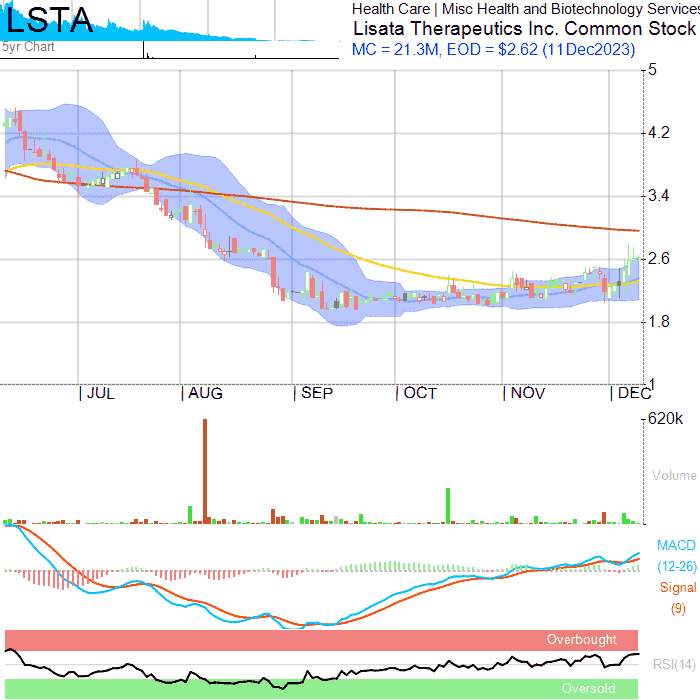 LSTA
5yr Chart
Health Care | Misc Health and Biotechnology Services
Lisata Therapeutics Inc. Common Stock
MC = 21.3M, EOD = $2.62 (11Dec2023)
5
4.2
3.4
2.6
1.8
1
JUL AUG SEP OCT NOV DEC
620k
Volume
MACD
(12-26)
Signal
(9)
Overbought
RSI(14)
Oversold